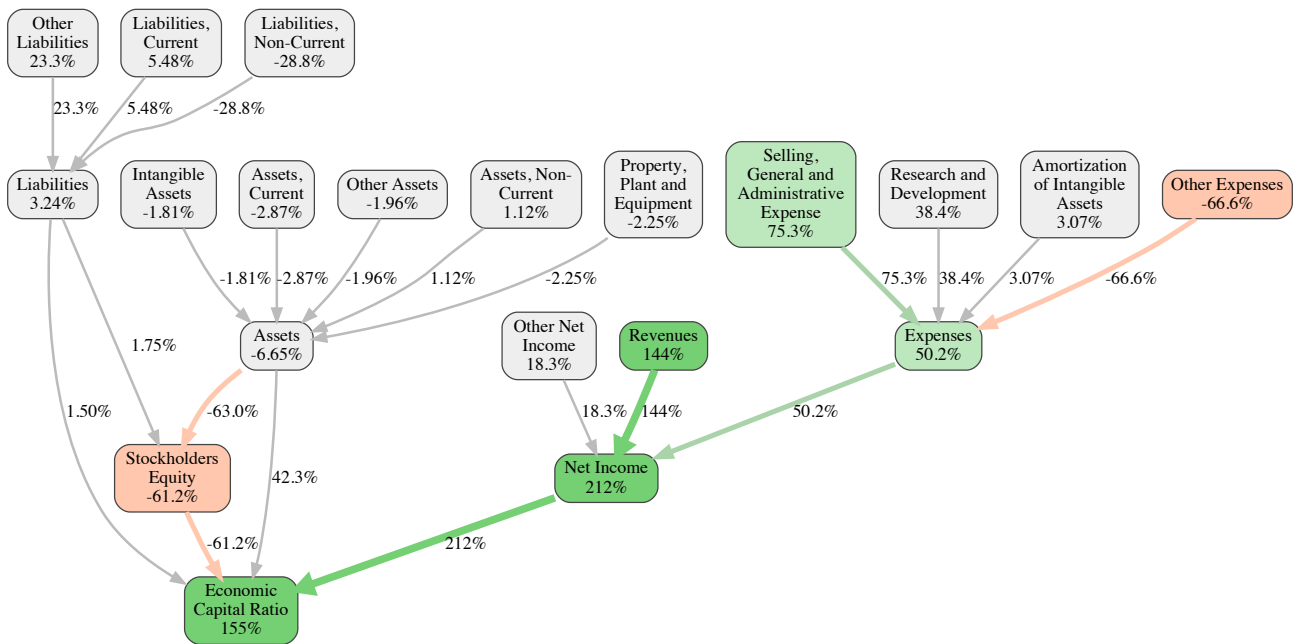 Other
Liabilities
23.3%
Liabilities,
Current
5.48%
Liabilities,
Non-Current
-28.8%
23.3%
5.48%
-28.8%
Liabilities
3.24%
Intangible
Assets
-1.81%
Assets,
Current
-2.87%
Other Assets
-1.96%
Assets, Non-
Current
1.12%
Property,
Plant and
Equipment
-2.25%
Selling,
General and
Administrative
Expense
75.3%
Research and
Development
38.4%
Amortization
of Intangible
Assets
3.07%
Other Expenses
-66.6%
-1.81%
-2.87%
-1.96%
1.12%
-2.25%
75.3%
38.4%
3.07%
-66.6%
1.75%
Assets
-6.65%
Other Net
Income
18.3%
Revenues
144%
Expenses
50.2%
1.50%
-63.0%
18.3%
144%
50.2%
Stockholders
Equity
-61.2%
42.3%
Net Income
212%
-61.2%
212%
Economic
Capital Ratio
155%